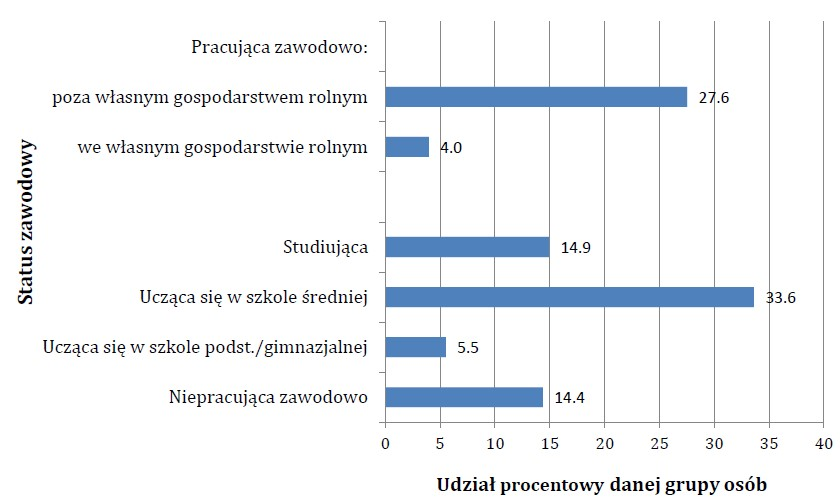 Status zawodowy
Pracująca zawodowo:
poza własnym gospodarstwem rolnym 27.6
we własnym gospodarstwie rolnym 4.0
Studiująca 14.9
Ucząca się w szkole średniej 33.6
Ucząca się w szkole podst./gimnazjalnej 5.5
Niepracująca zawodowo 14.4
0 5 10 15 20 25 30 35 40
Udział procentowy danej grupy osób